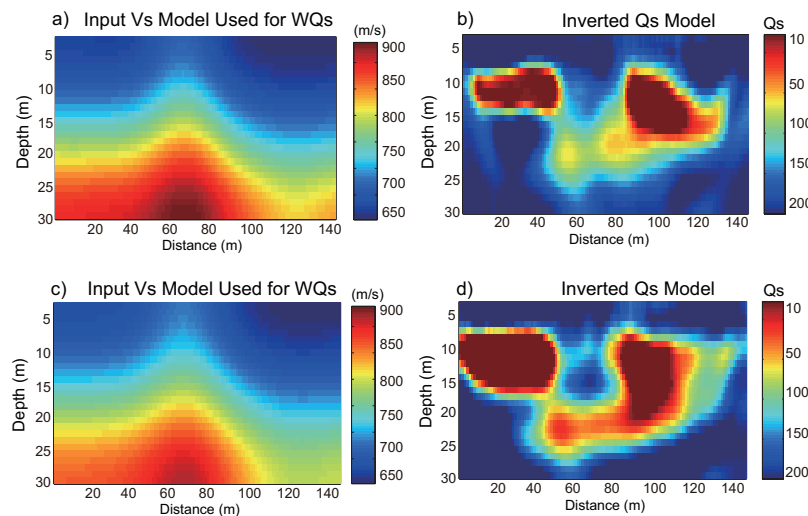 a) Input Vs Model Used for WQs
(m/s)
900
850
800
750
700
650
5
10
15
20
25
30
Depth (m)
20 40 60 80 100 120 140
Distance (m)
b) Inverted Qs Model
Qs
10
50
100
150
200
5
10
15
20
25
30
Depth (m)
20 40 60 80 100 120 140
Distance (m)
c) Input Vs Model Used for WQs
(m/s)
900
850
800
750
700
650
5
10
15
20
25
30
Depth (m)
20 40 60 80 100 120 140
Distance (m)
d) Inverted Qs Model
Qs
10
50
100
150
200
5
10
15
20
25
30
Depth (m)
20 40 60 80 100 120 140
Distance (m)